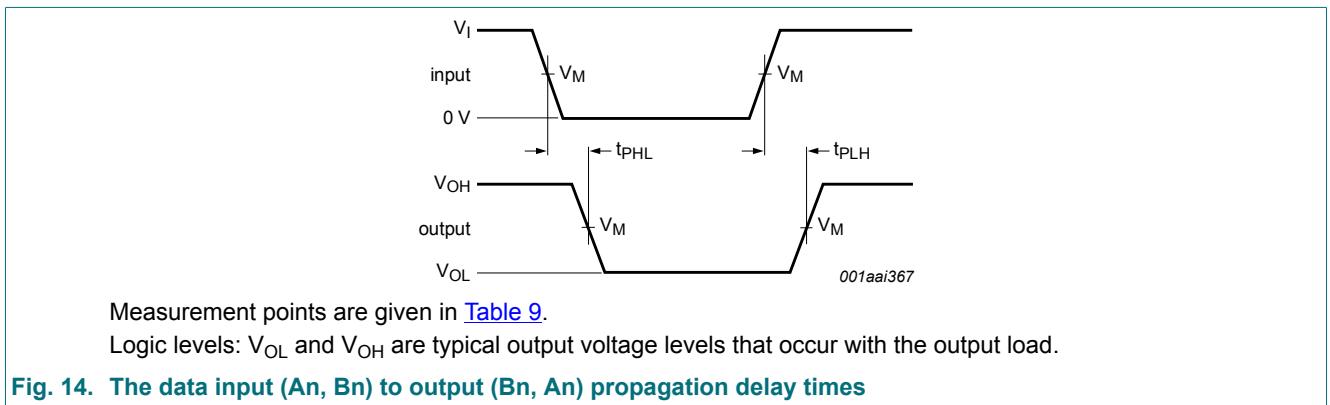 V_I
input
V_M
V_M
0 V
t_PHL
t_PLH
V_OH
output
V_M
V_M
V_OL
001aai367
Measurement points are given in Table 9.
Logic levels: V_OL and V_OH are typical output voltage levels that occur with the output load.
Fig. 14. The data input (An, Bn) to output (Bn, An) propagation delay times